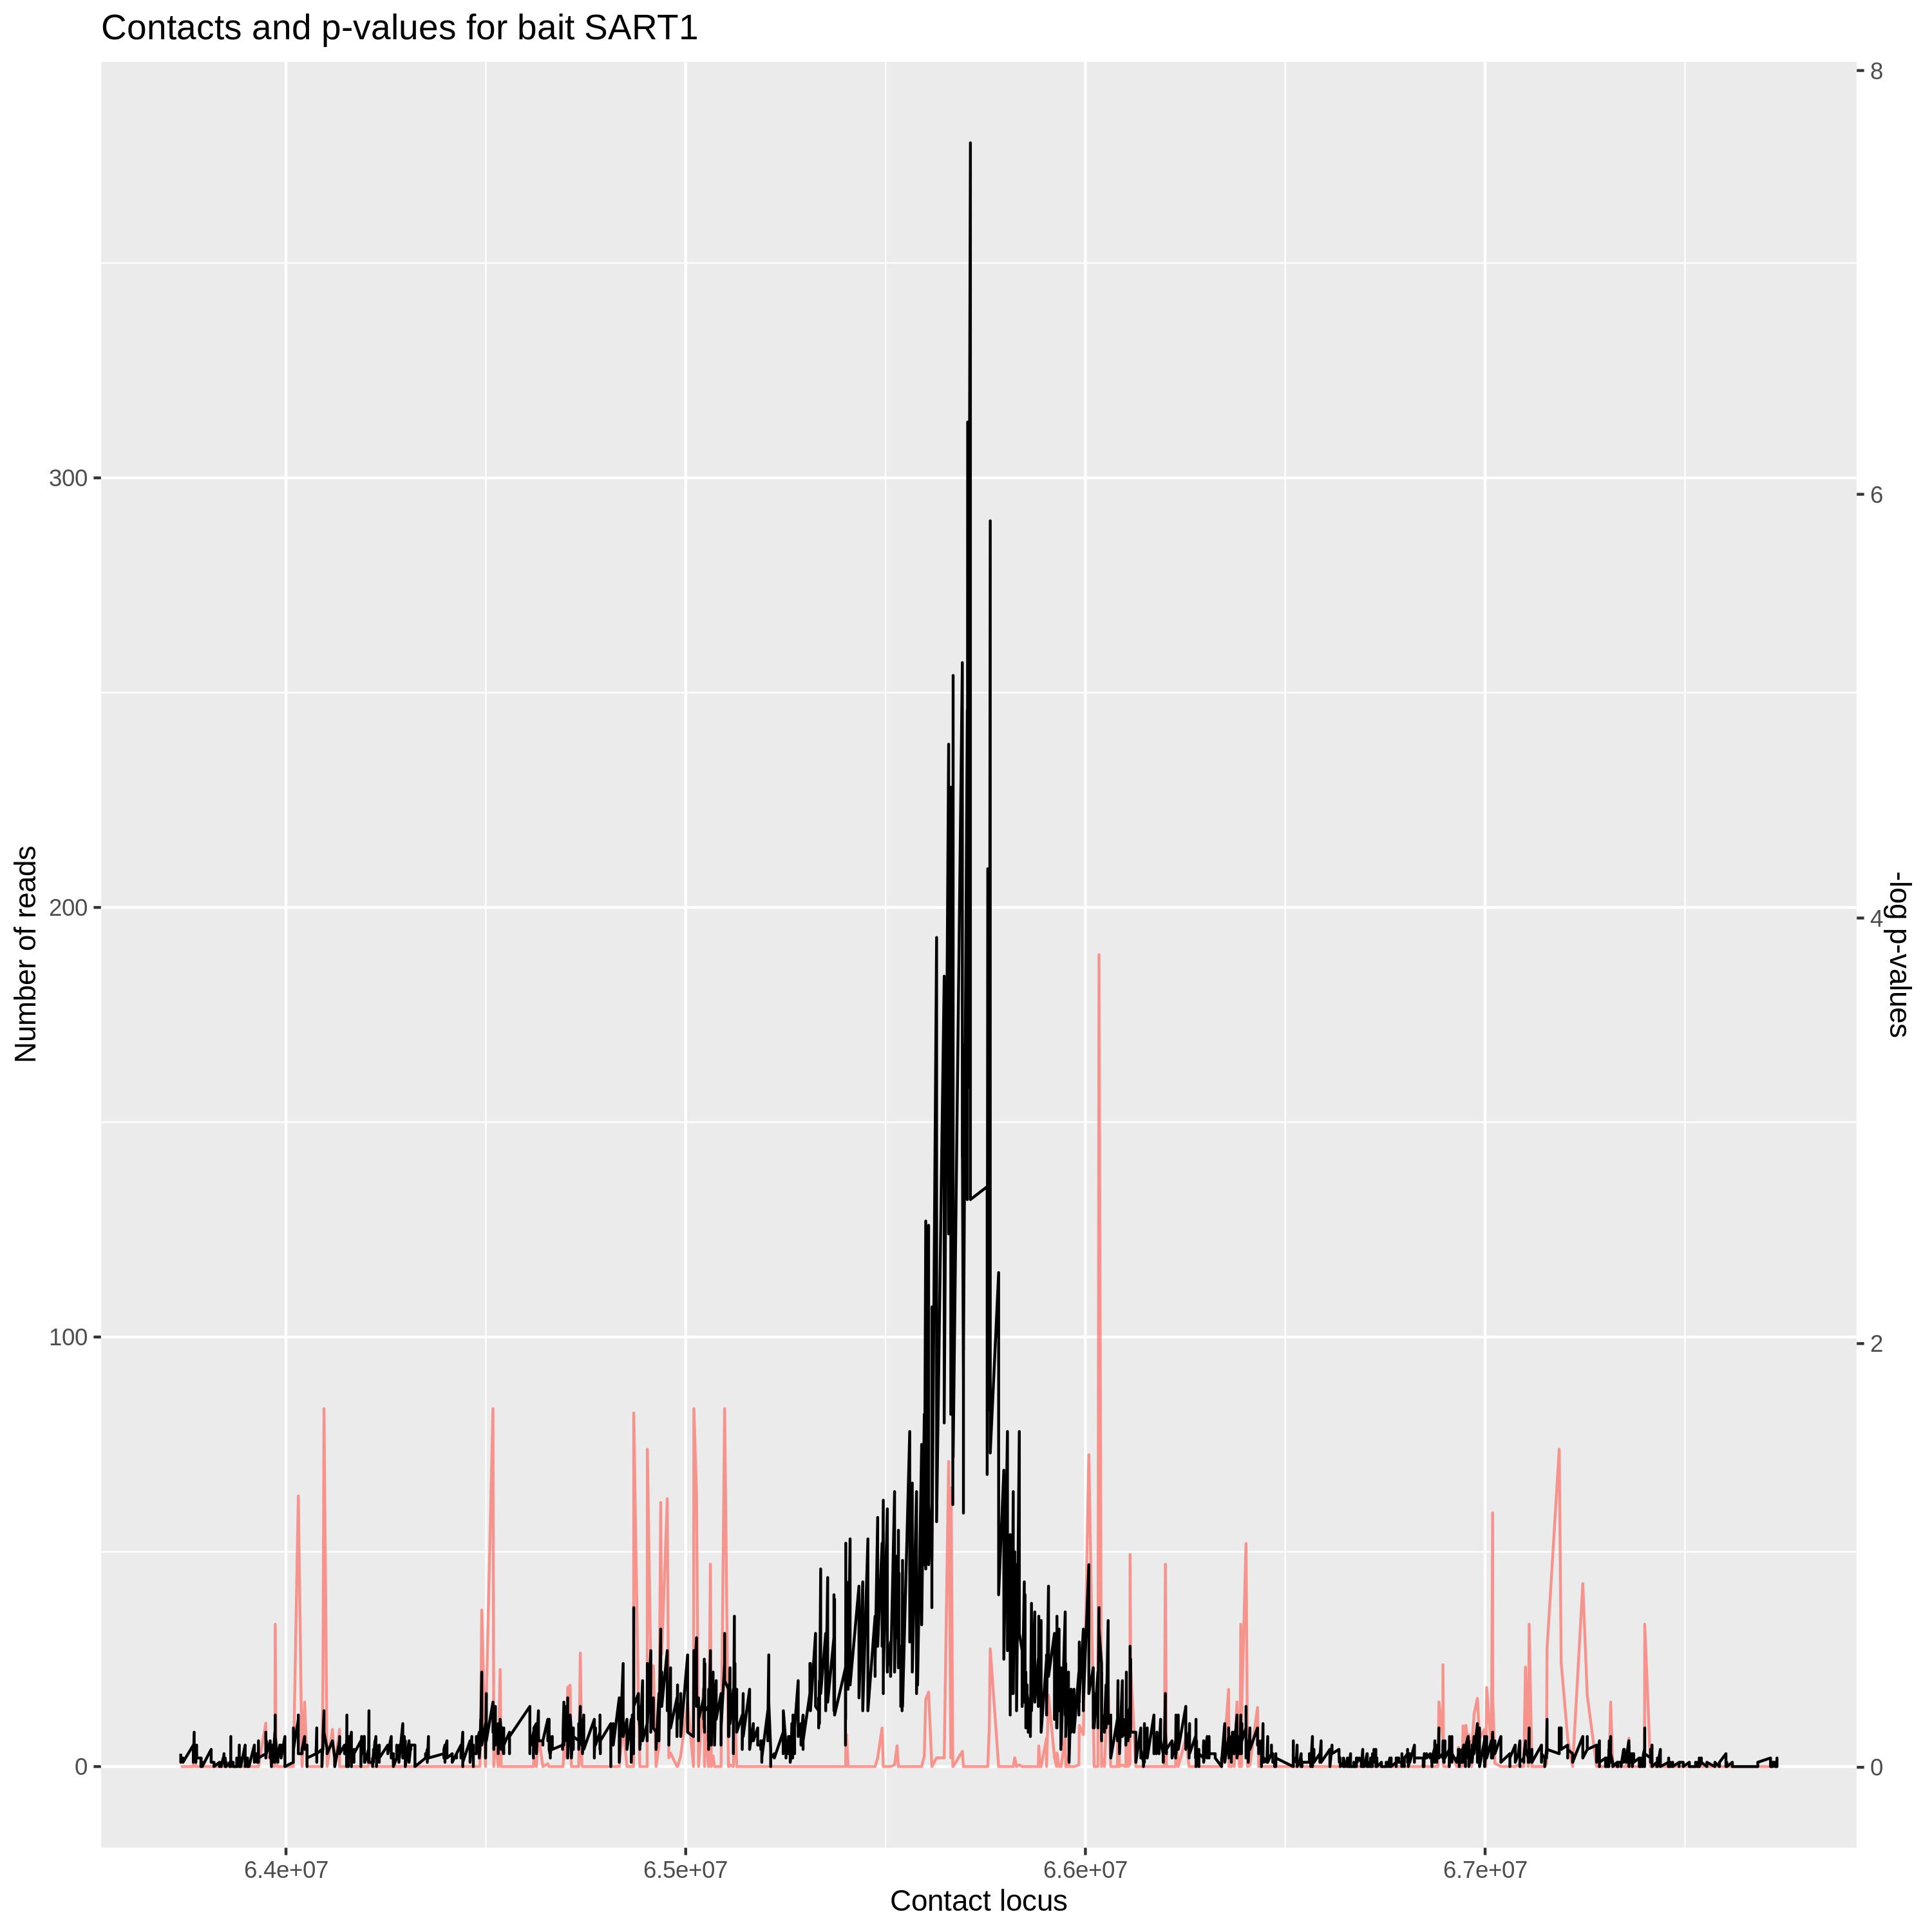 Contacts and p-values for bait SART1
Number of reads
300
200
100
0
8
6
4
2
0
-log p-values
6.4e+07
6.5e+07
6.6e+07
6.7e+07
Contact locus